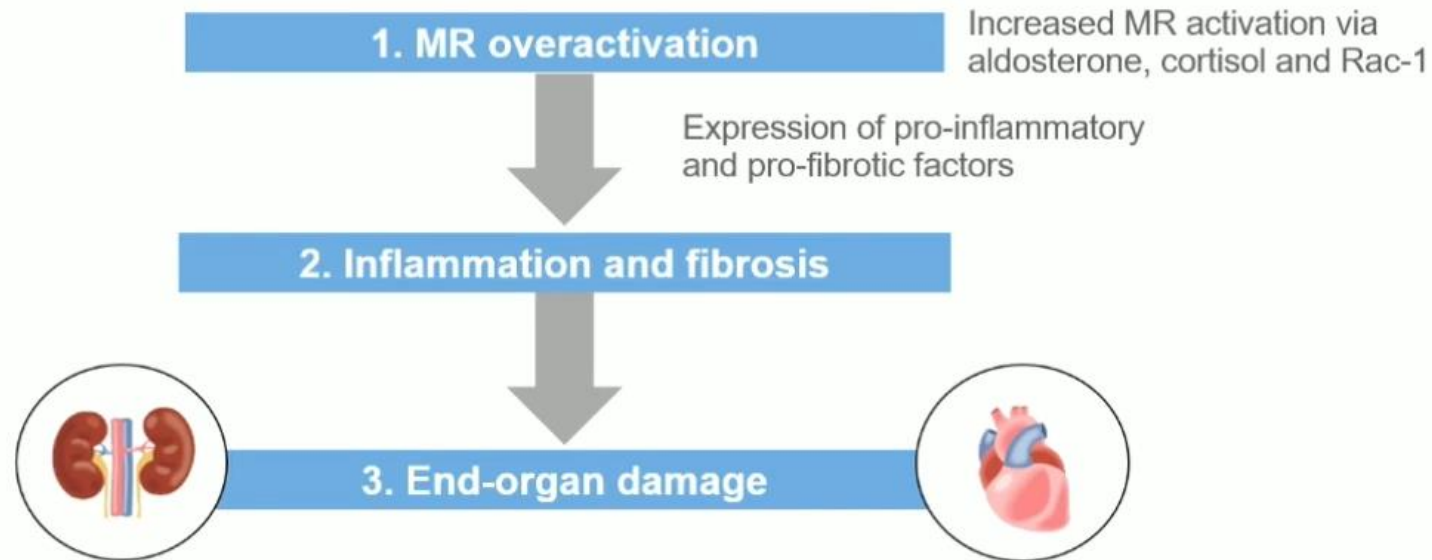 1. MR overactivation
Increased MR activation via
aldosterone, cortisol and Rac-1
Expression of pro-inflammatory
and pro-fibrotic factors
2. Inflammation and fibrosis
3. End-organ damage